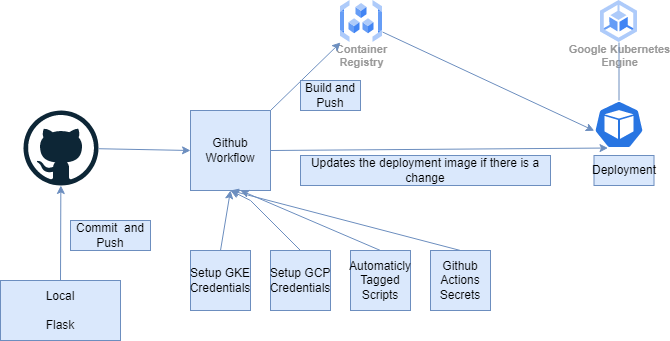 Container
Registry
Google Kubernetes
Engine
Build and
Push
Github
Workflow
Updates the deployment image if there is a
change
Deployment
Commit  and
Push
Setup GKE
Credentials
Setup GCP
Credentials
Automaticly
Tagged
Scripts
Github
Actions
Secrets
Local
Flask